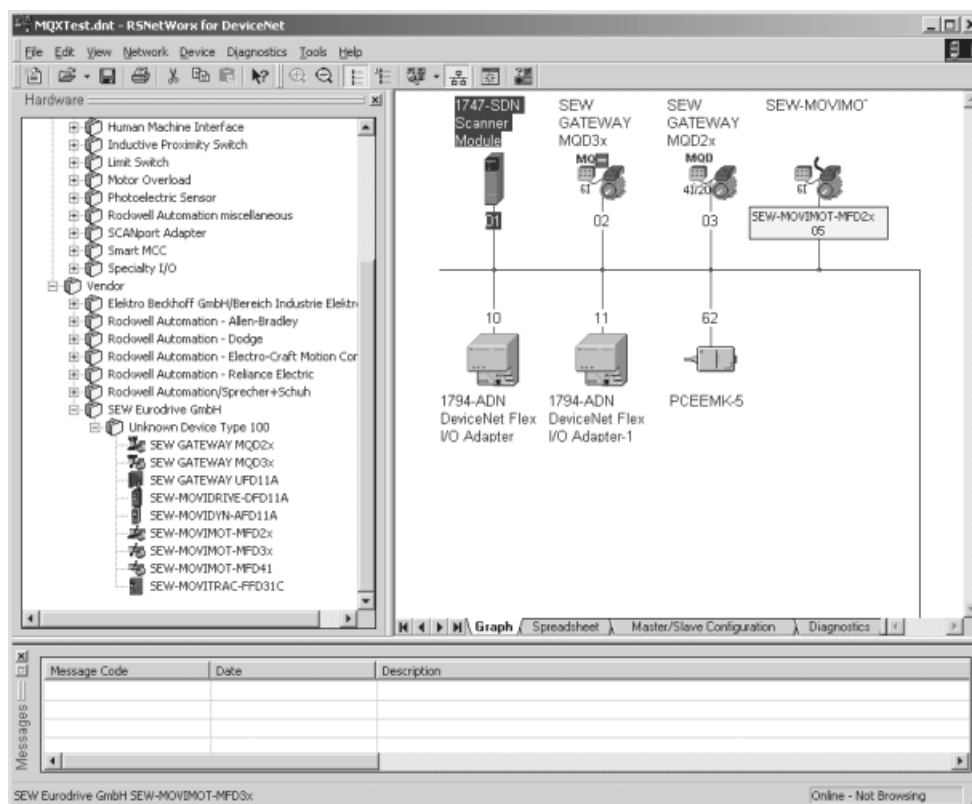 MQXTest.dnt - RSNetWorx for DeviceNet
File Edit View Network Device Diagnostics Tools Help
Hardware
Human Machine Interface
Inductive Proximity Switch
Limit Switch
Motor Overload
Photoelectric Sensor
Rockwell Automation miscellaneous
SCANport Adapter
Smart MCC
Specialty I/O
Vendor
Elektro Beckhoff GmbH/Bereich Industrie Elektr
Rockwell Automation - Allen-Bradley
Rockwell Automation - Dodge
Rockwell Automation - Electro-Craft Motion Cor
Rockwell Automation - Reliance Electric
Rockwell Automation/Sprecher+Schuh
SEW Eurodrive GmbH
Unknown Device Type 100
SEW GATEWAY MQD2x
SEW GATEWAY MQD3x
SEW GATEWAY UFD11A
SEW-MOVIDRIVE-DFD11A
SEW-MOVIDYN-AFD11A
SEW-MOVIMOT-MFD2x
SEW-MOVIMOT-MFD3x
SEW-MOVIMOT-MFD41
SEW-MOVITRAC-FFD31C
1747-SDN
Scanner
Module
01
SEW
GATEWAY
MQD3x
MQD
6I
02
SEW
GATEWAY
MQD2x
MQD
4I/2O
03
SEW-MOVIMO
6I
SEW-MOVIMOT-MFD2x
05
10
1794-ADN
DeviceNet Flex
I/O Adapter
11
1794-ADN
DeviceNet Flex
I/O Adapter-1
62
PCEEMK-5
Graph Spreadsheet Master/Slave Configuration Diagnostics
Messages
Message Code Date Description
SEW Eurodrive GmbH SEW-MOVIMOT-MFD3x
Online - Not Browsing